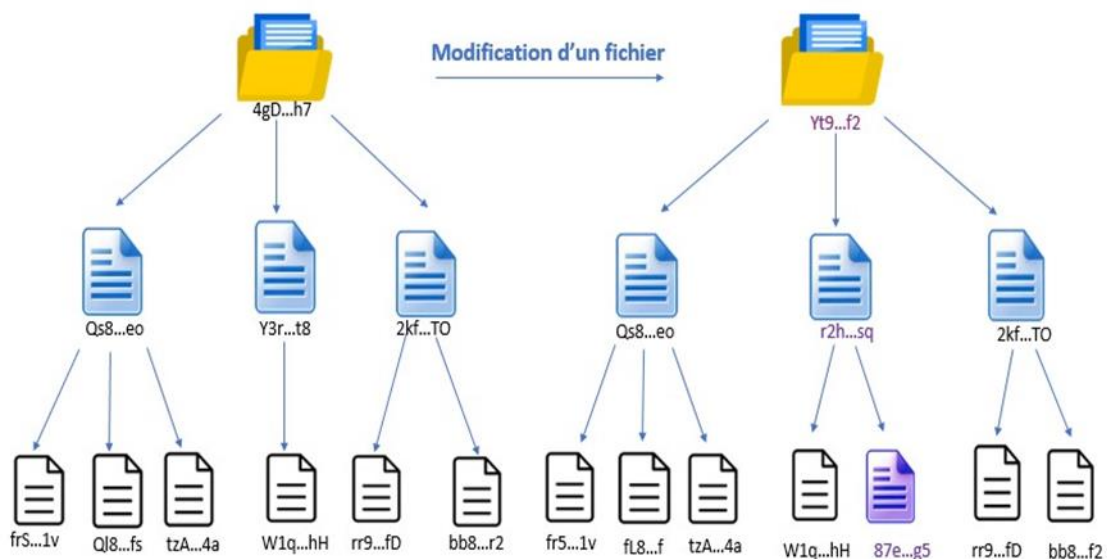 Modification d'un fichier
4gD...h7
Yt9...f2
Qs8...eo
Y3r...t8
2kf...TO
Qs8...eo
r2h...sq
2kf...TO
frS...1v
Ql8...fs
tzA...4a
W1q...hH
rr9...fD
bb8...r2
fr5...1v
fL8...f
tzA...4a
W1q...hH
87e...g5
rr9...fD
bb8...f2